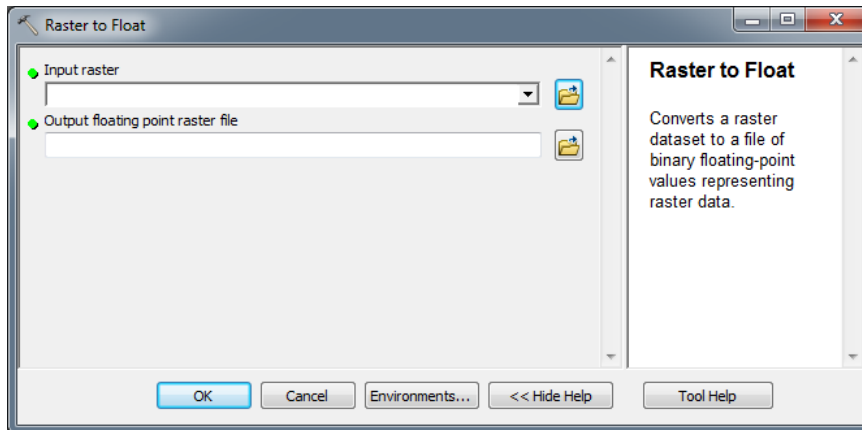 Raster to Float
Input raster
Output floating point raster file
Raster to Float
Converts a raster
dataset to a file of
binary floating-point
values representing
raster data.
OK
Cancel
Environments...
<< Hide Help
Tool Help